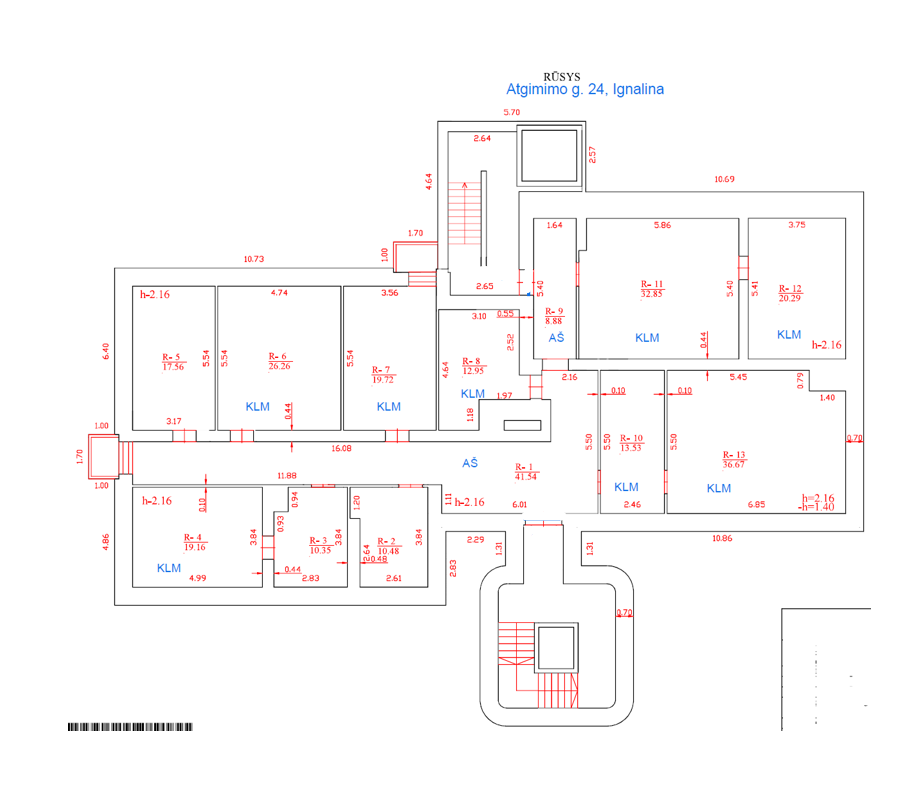 RŪSYS
Atgimimo g. 24, Ignalina
5.70
2.64
2.57
4.64
10.69
1.70
1.00
10.73
1.64
5.86
3.75
2.65
5.40
h-2.16
4.74
3.56
R- 11
32.85
5.40
5.41
R- 12
20.29
3.10
0.55
R- 9
8.88
AŠ
KLM
KLM
h-2.16
6.40
R- 5
17.56
5.54
5.54
R- 6
26.26
5.54
R- 7
19.72
4.64
2.52
R- 8
12.95
0.44
2.16
0.10
0.10
5.45
0.79
1.40
KLM
0.44
KLM
KLM
1.97
1.18
3.17
1.00
16.08
1.70
11.88
1.00
AŠ
R- 1
41.54
5.50
5.50
R- 10
13.53
5.50
R- 13
36.67
0.70
KLM
KLM
h-2.16
0.10
0.94
1.20
1.11
h-2.16
6.01
2.46
6.85
h=2.16
-h=1.40
4.86
R- 4
19.16
3.84
0.93
R- 3
10.35
3.84
2.64
R- 2
10.48
3.84
0.48
KLM
4.99
0.44
2.83
2.61
2.29
2.83
1.31
1.31
10.86
0.70